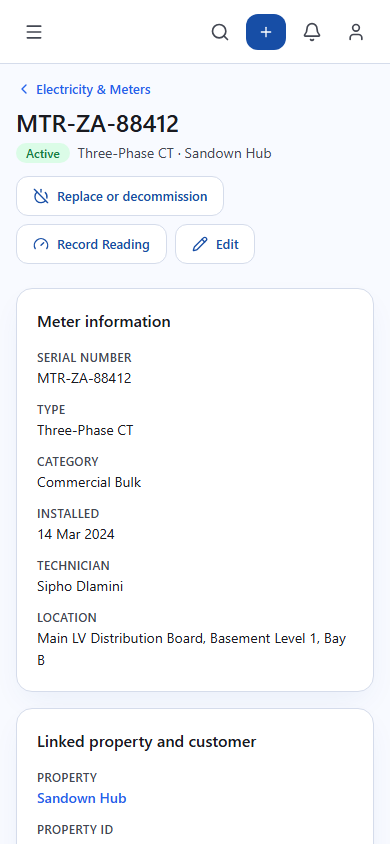 Electricity & Meters
MTR-ZA-88412
Active
Three-Phase CT · Sandown Hub
Replace or decommission
Record Reading
Edit
Meter information
SERIAL NUMBER
MTR-ZA-88412
TYPE
Three-Phase CT
CATEGORY
Commercial Bulk
INSTALLED
14 Mar 2024
TECHNICIAN
Sipho Dlamini
LOCATION
Main LV Distribution Board, Basement Level 1, Bay
B
Linked property and customer
PROPERTY
Sandown Hub
PROPERTY ID